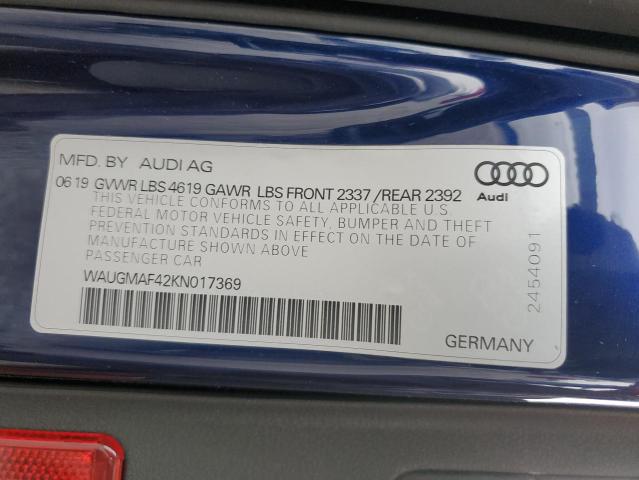 MFD. BY AUDI AG
06 19 GVWR LBS 4619 GAWR LBS FRONT 2337 /REAR 2392
THIS VEHICLE CONFORMS TO ALL APPLICABLE U.S.
FEDERAL MOTOR VEHICLE SAFETY, BUMPER AND THEFT
PREVENTION STANDARDS IN EFFECT ON THE DATE OF
MANUFACTURE SHOWN ABOVE
PASSENGER CAR
WAUGMAF42KN017369
Audi
2454091
GERMANY